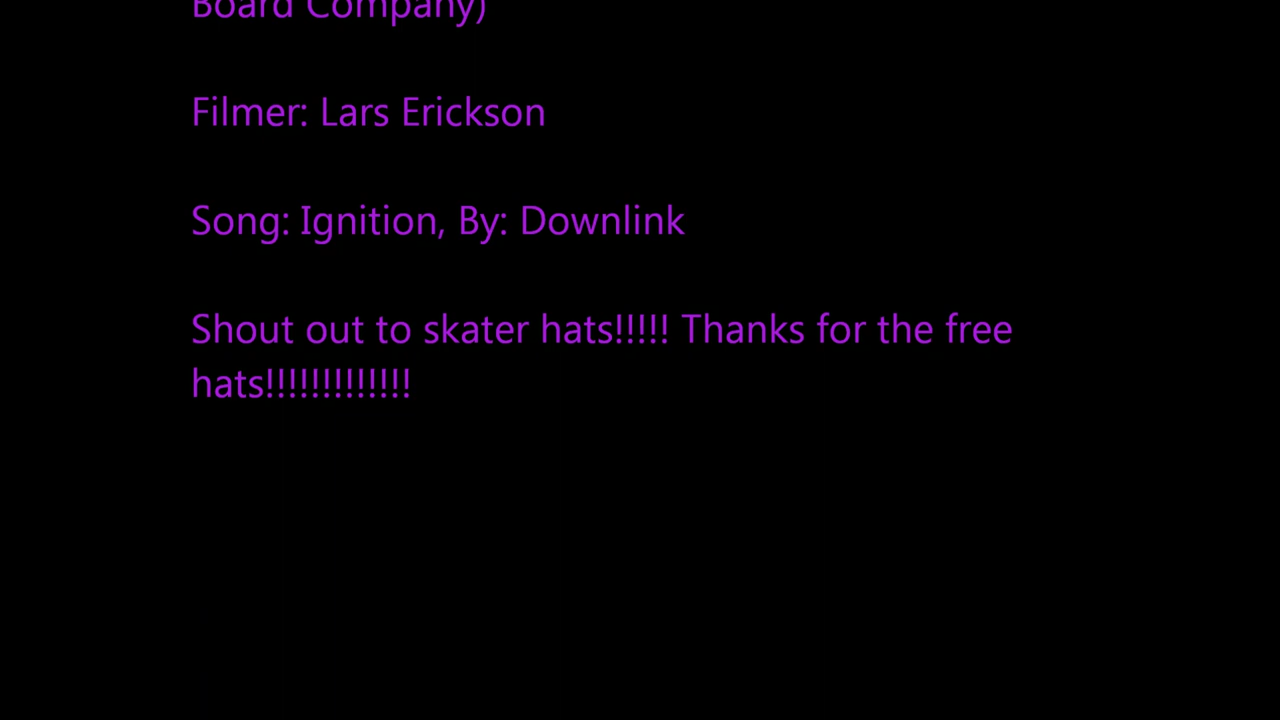 Board Company)
Filmer: Lars Erickson
Song: Ignition, By: Downlink
Shout out to skater hats!!!!! Thanks for the free
hats!!!!!!!!!!!!!